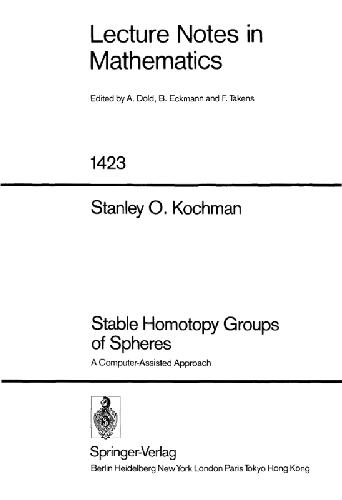 Lecture Notes in
Mathematics
Edited by A. Dold, B. Eckmann and F. Takens
1423
Stanley O. Kochman
Stable Homotopy Groups
of Spheres
A Computer-Assisted Approach
Springer-Verlag
Berlin Heidelberg New York London Paris Tokyo Hong Kong